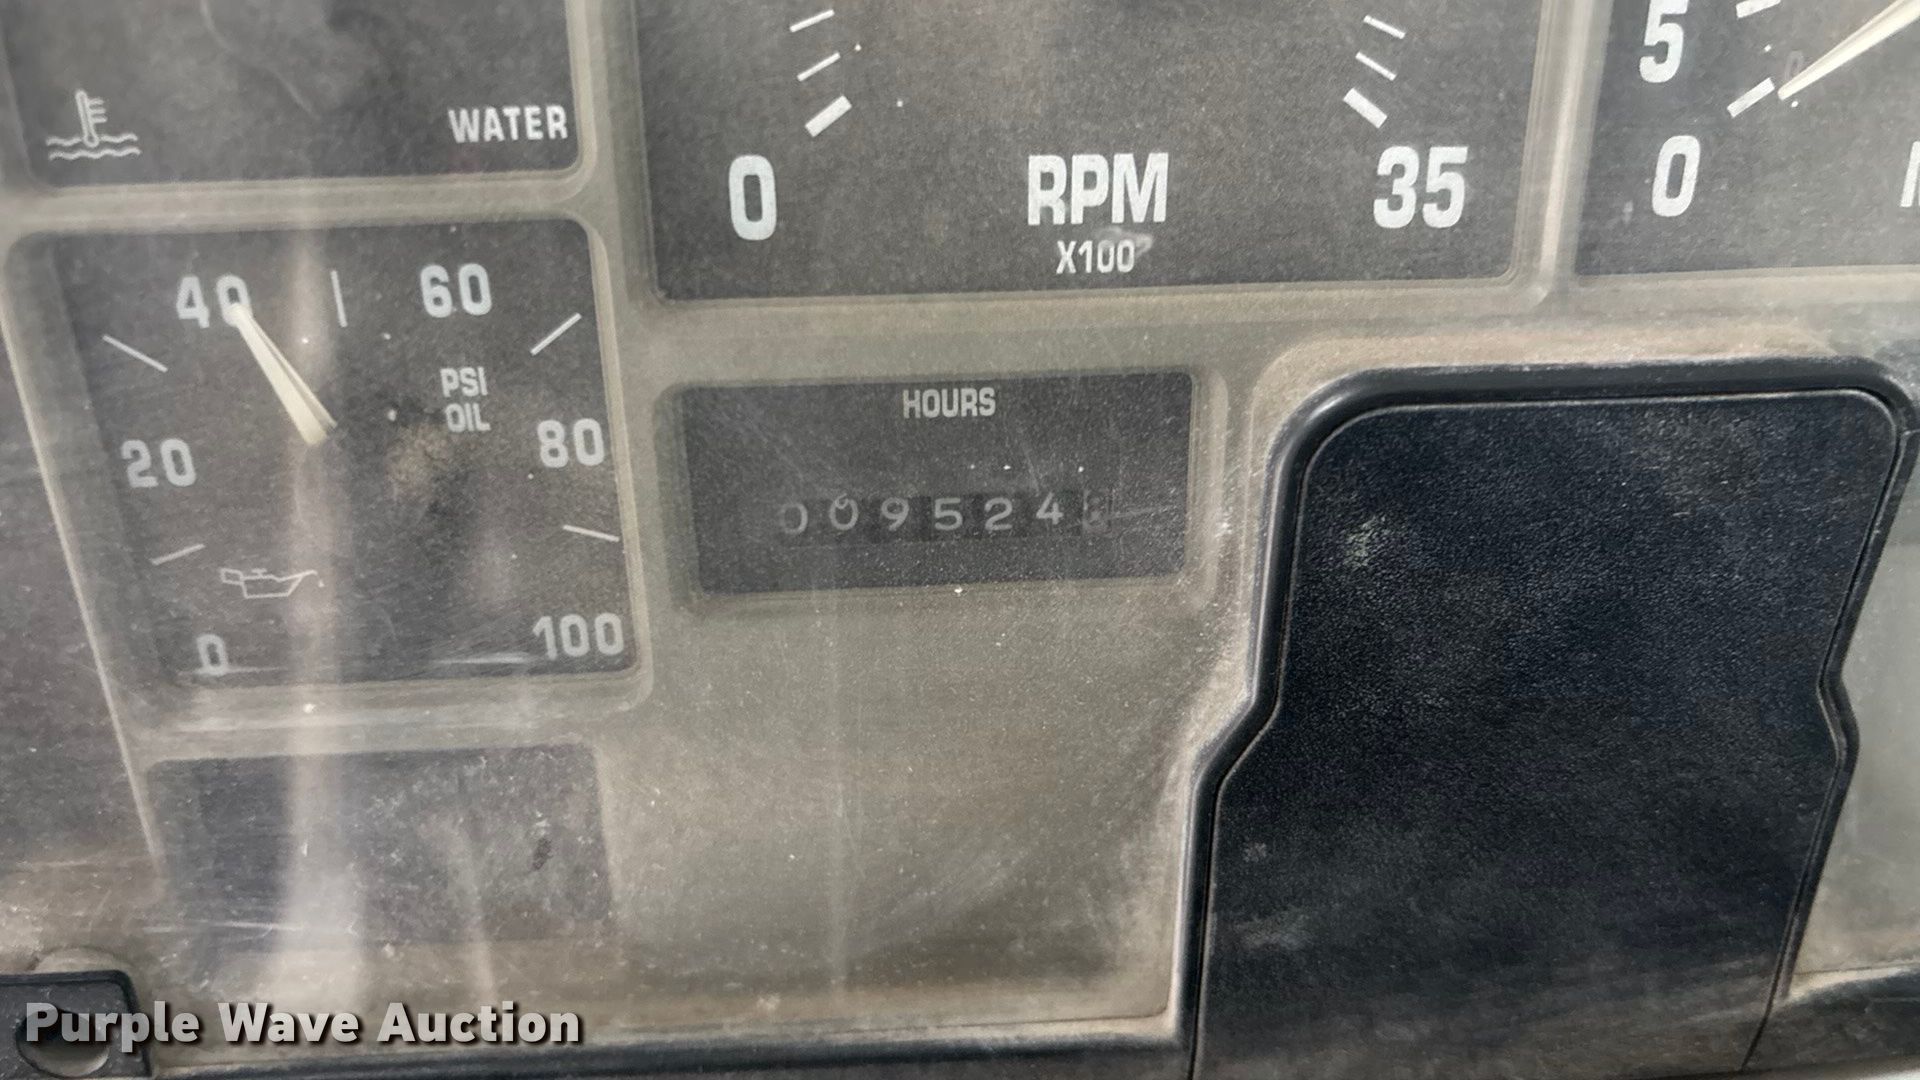 WATER
0
35
RPM
X100
5
0
40
60
PSI
OIL
20
80
0
100
HOURS
009524
Purple Wave Auction